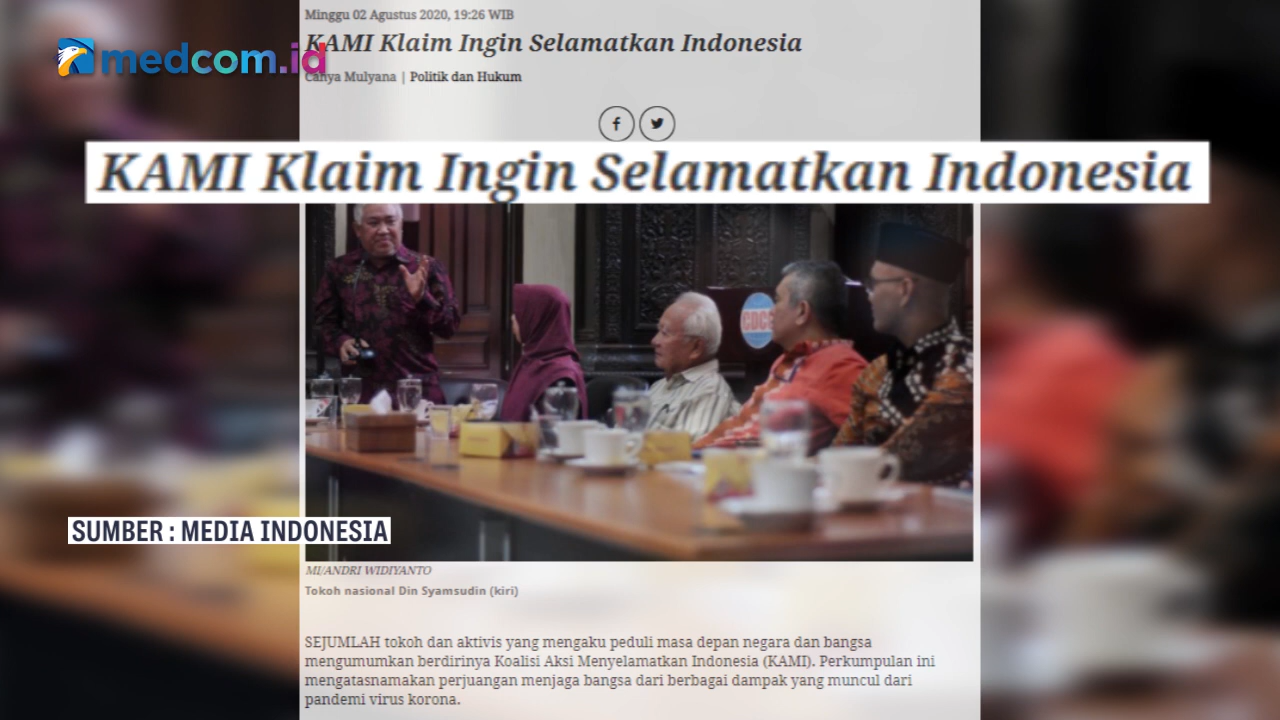 Minggu 02 Agustus 2020, 19:26 WIB
KAMI Klaim Ingin Selamatkan Indonesia
medcom.id
Cahya Mulyana | Politik dan Hukum
KAMI Klaim Ingin Selamatkan Indonesia
CDCC
SUMBER : MEDIA INDONESIA
MI/ANDRI WIDIYANTO
Tokoh nasional Din Syamsudin (kiri)
SEJUMLAH tokoh dan aktivis yang mengaku peduli masa depan negara dan bangsa
mengumumkan berdirinya Koalisi Aksi Menyelamatkan Indonesia (KAMI). Perkumpulan ini
mengatasnamakan perjuangan menjaga bangsa dari berbagai dampak yang muncul dari
pandemi virus korona.